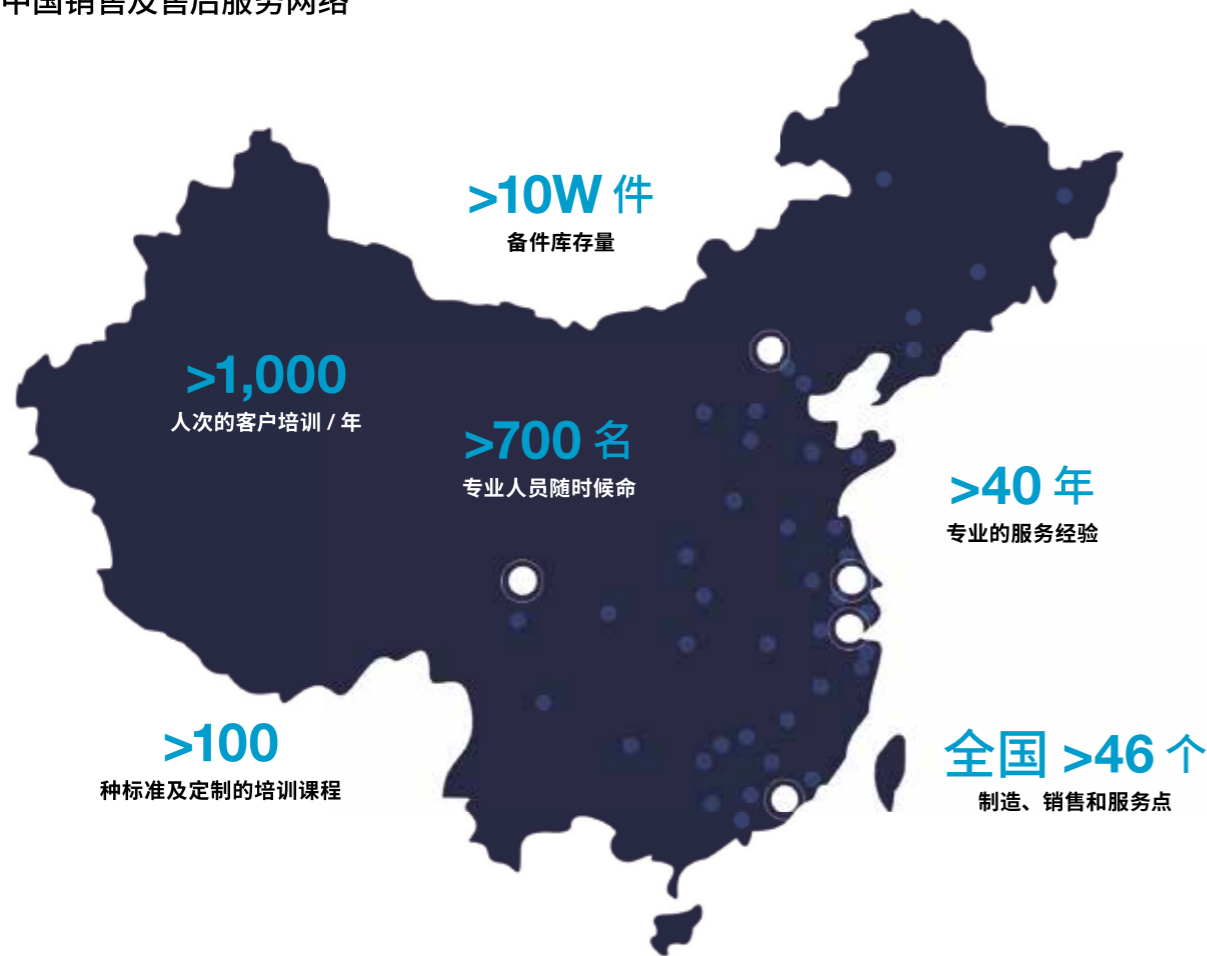 中国销售及售后服务网络
>10W 件
备件库存量
>1,000
人次的客户培训 / 年
>700 名
专业人员随时候命
>40 年
专业的服务经验
>100
种标准及定制的培训课程
全国 >46 个
制造、销售和服务点